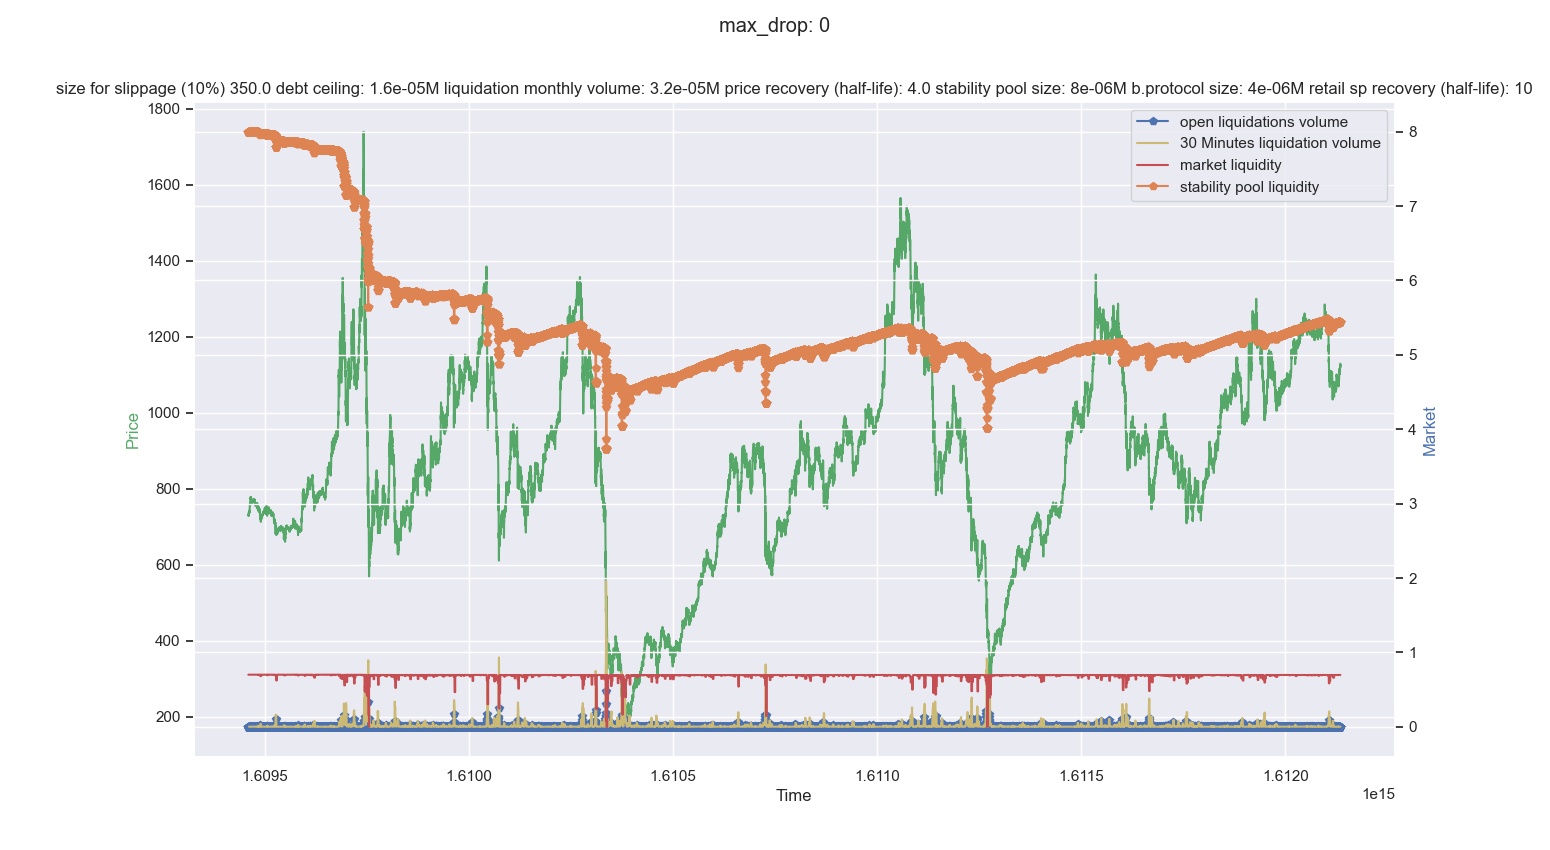 max_drop: 0
size for slippage (10%) 350.0 debt ceiling: 1.6e-05M liquidation monthly volume: 3.2e-05M price recovery (half-life): 4.0 stability pool size: 8e-06M b.protocol size: 4e-06M retail sp recovery (half-life): 10
1800
1600
1400
1200
1000
800
600
400
200
Price
open liquidations volume
30 Minutes liquidation volume
market liquidity
stability pool liquidity
8
7
6
5
4
3
2
1
0
Market
1.6095
1.6100
1.6105
1.6110
1.6115
1.6120
1e15
Time